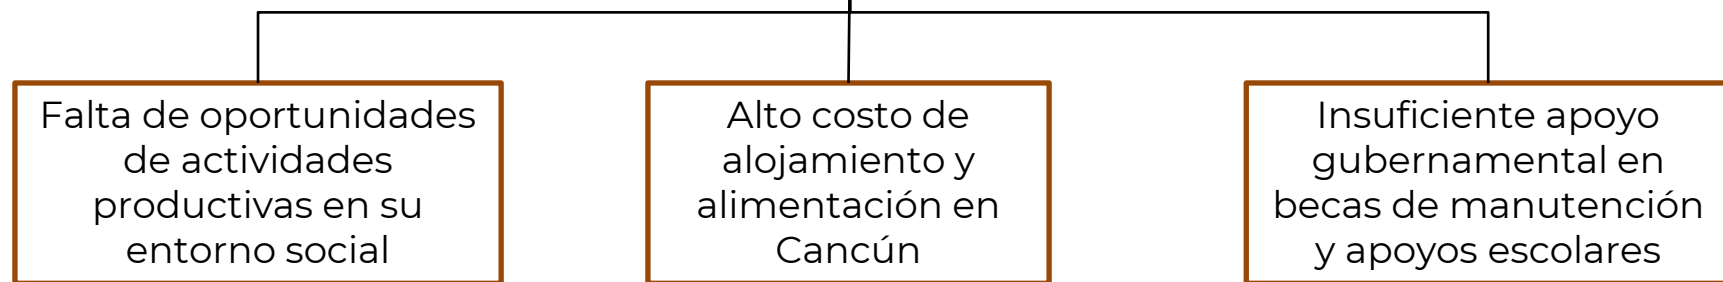 Falta de oportunidades
de actividades
productivas en su
entorno social
Alto costo de
alojamiento y
alimentación en
Cancún
Insuficiente apoyo
gubernamental en
becas de manutención
y apoyos escolares